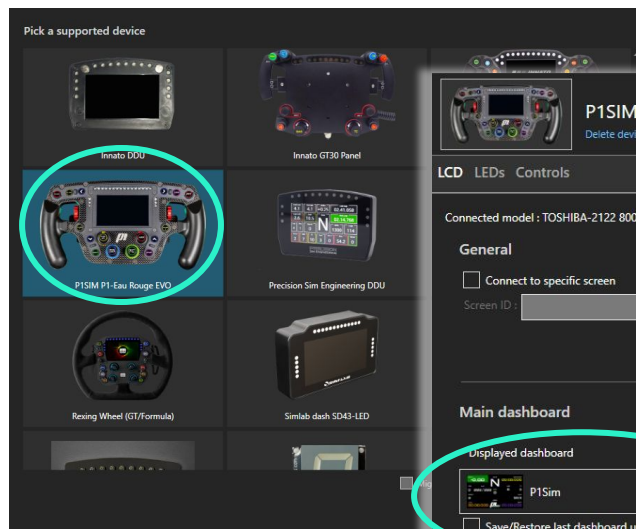 Pick a supported device
Innato DDU
Innato GT30 Panel
P1SIM P1-Eau Rouge EVO
Precision Sim Engineering DDU
Rexing Wheel (GT/Formula)
Simlab dash SD43-LED
Mig
P1SIM
Delete devi
LCD LEDs Controls
Connected model : TOSHIBA-2122 800
General
Connect to specific screen
Screen ID :
Main dashboard
Displayed dashboard
N
P1Sim
Save/Restore last dashboard u